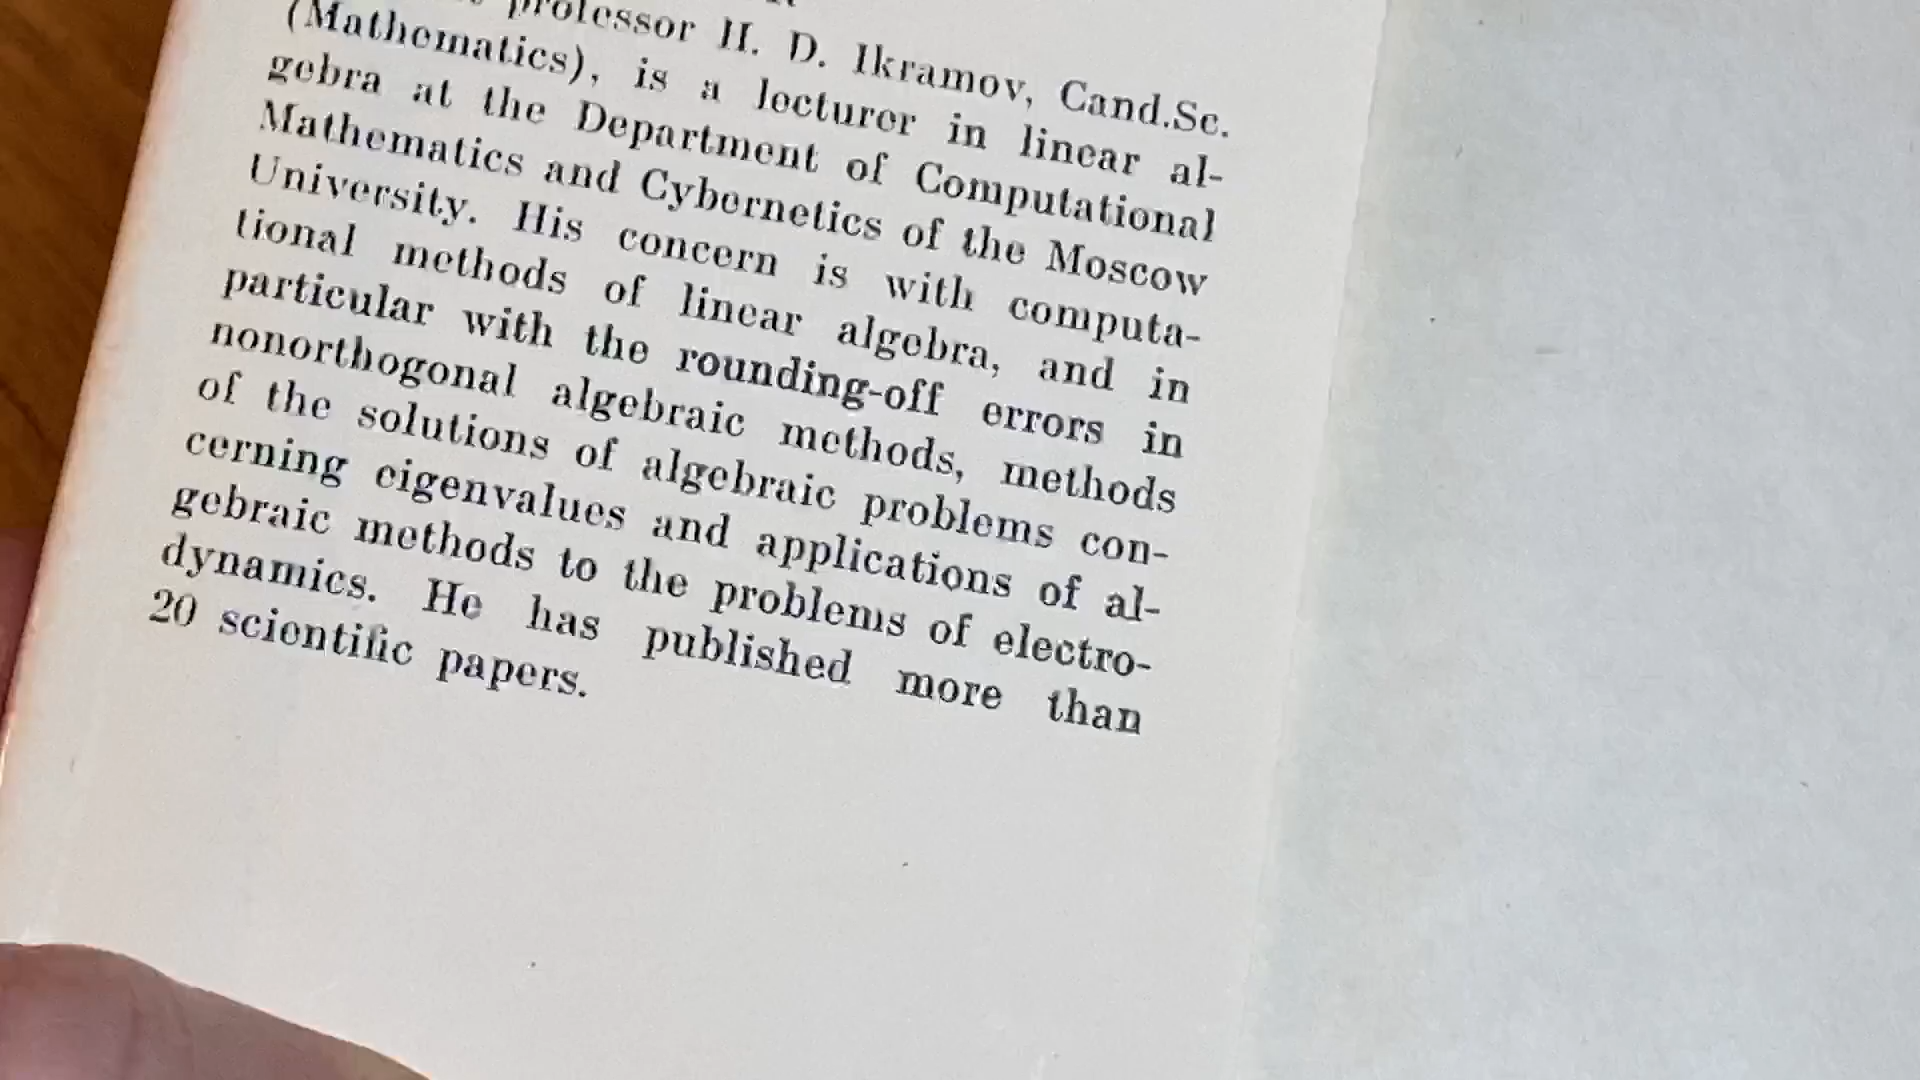 professor H. D. Ikramov, Cand.Sc.
(Mathematics), is a lecturer in linear al-
gebra at the Department of Computational
Mathematics and Cybernetics of the Moscow
University. His concern is with computa-
tional methods of linear algebra, and in
particular with the rounding-off errors in
nonorthogonal algebraic methods, methods
of the solutions of algebraic problems con-
cerning eigenvalues and applications of al-
gebraic methods to the problems of electro-
dynamics. He has published more than
20 scientific papers.